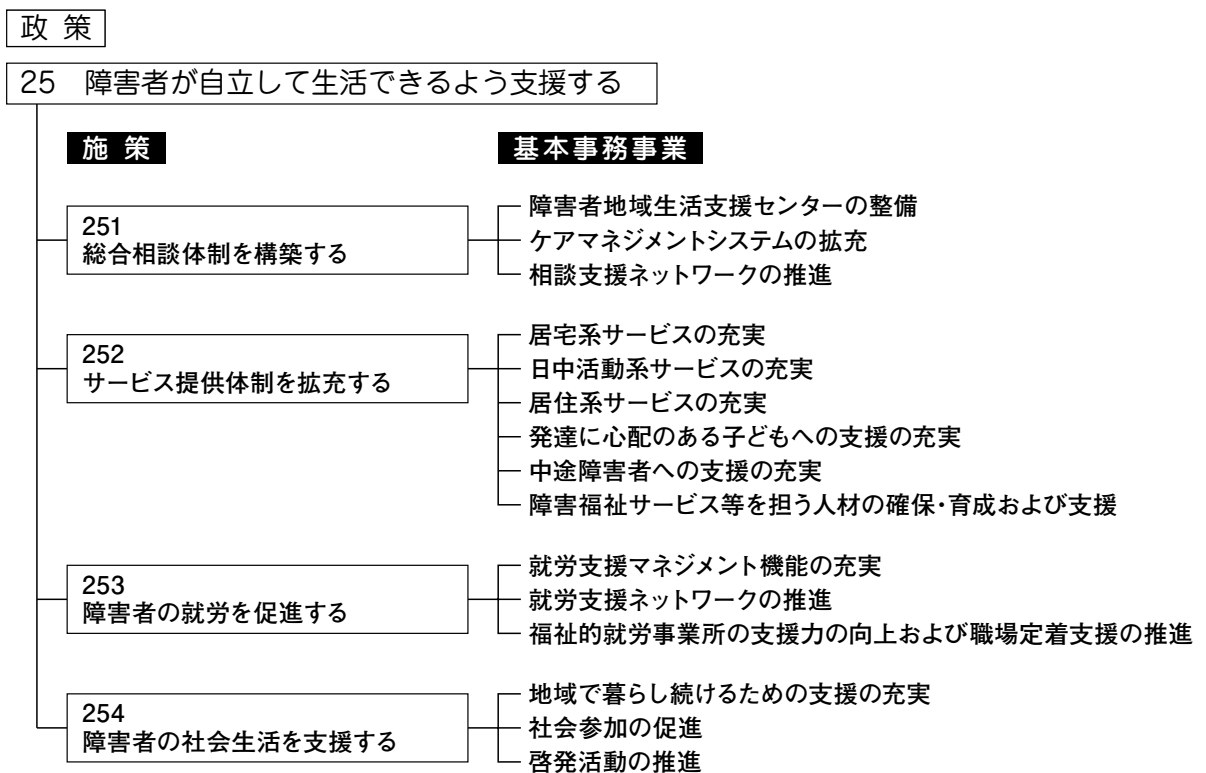 政 策
25 障害者が自立して生活できるよう支援する
施 策
基本事務事業
251
総合相談体制を構築する
障害者地域生活支援センターの整備
ケアマネジメントシステムの拡充
相談支援ネットワークの推進
252
サービス提供体制を拡充する
居宅系サービスの充実
日中活動系サービスの充実
居住系サービスの充実
発達に心配のある子どもへの支援の充実
中途障害者への支援の充実
障害福祉サービス等を担う人材の確保・育成および支援
253
障害者の就労を促進する
就労支援マネジメント機能の充実
就労支援ネットワークの推進
福祉的就労事業所の支援力の向上および職場定着支援の推進
254
障害者の社会生活を支援する
地域で暮らし続けるための支援の充実
社会参加の促進
啓発活動の推進